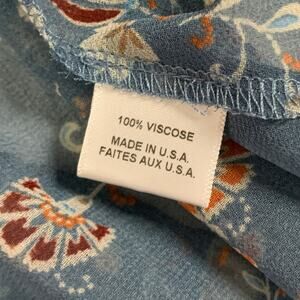 100% VISCOSE
MADE IN U.S.A.
FAITES AUX U.S.A.